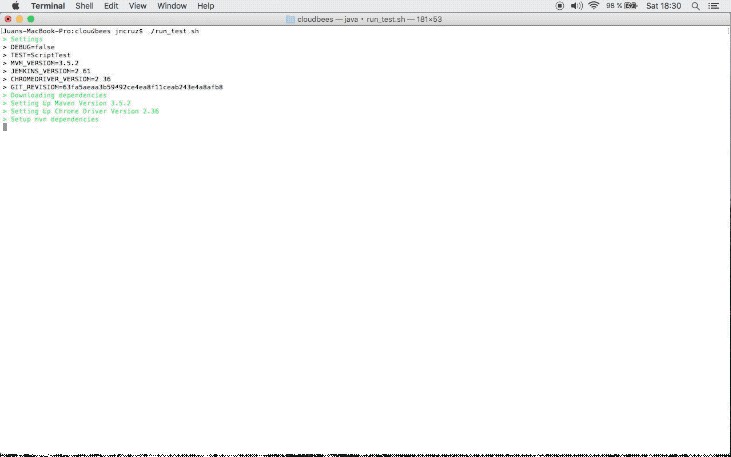 Terminal Shell Edit View Window Help 98 % Sat 18:30
cloudbees — java • run_test.sh — 181×53
Juans-MacBook-Pro:cloudbees jncruz$ ./run_test.sh
> Settings
> DEBUG=false
> TEST=ScriptTest
> MVM_VERSION=3.5.2
> JENKINS_VERSION=2.61
> CHROMEDRIVER_VERSION=2.36
> GIT_REVISION=63fa5aeaa3b59492ce4ea8f11ceab243e4a8afb8
> Downloading dependencies
> Setting Up Maven Version 3.5.2
> Setting Up Chrome Driver Version 2.36
> Setup mvn dependencies